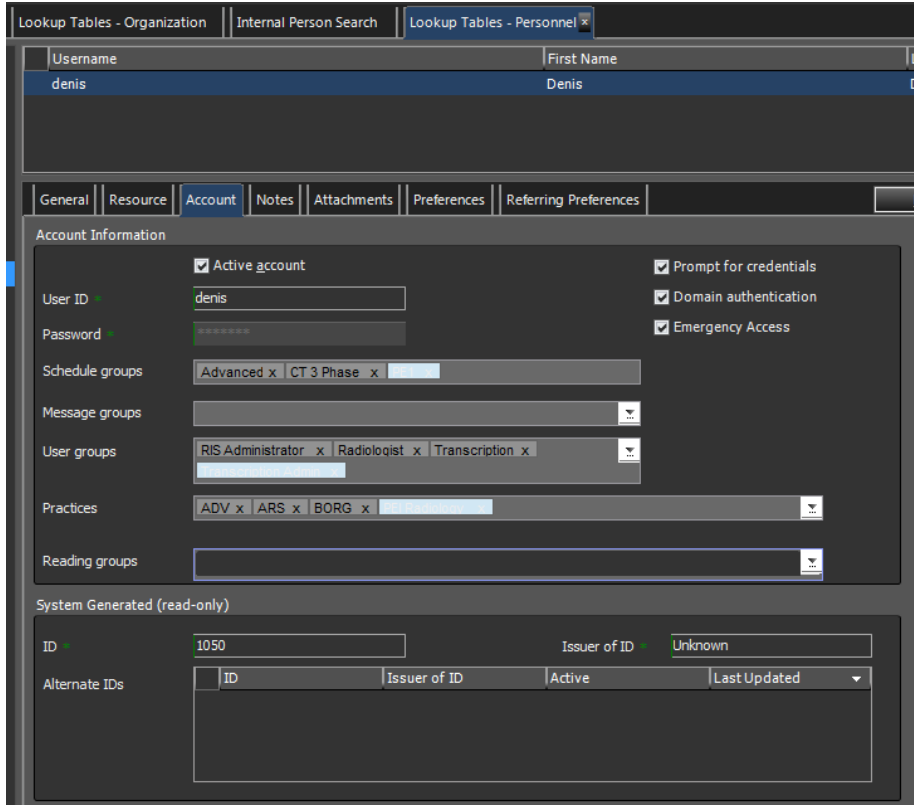 Lookup Tables - Organization Internal Person Search Lookup Tables - Personnel x
Username First Name
denis Denis
General Resource Account Notes Attachments Preferences Referring Preferences
Account Information
Active account Prompt for credentials
User ID = denis Domain authentication
Password = ******* Emergency Access
Schedule groups Advanced x CT 3 Phase x PET x
Message groups
User groups RIS Administrator x Radiologist x Transcription x
Transcription Admin x
Practices ADV x ARS x BORG x Radiology x
Reading groups
System Generated (read-only)
ID = 1050 Issuer of ID = Unknown
Alternate IDs ID Issuer of ID Active Last Updated